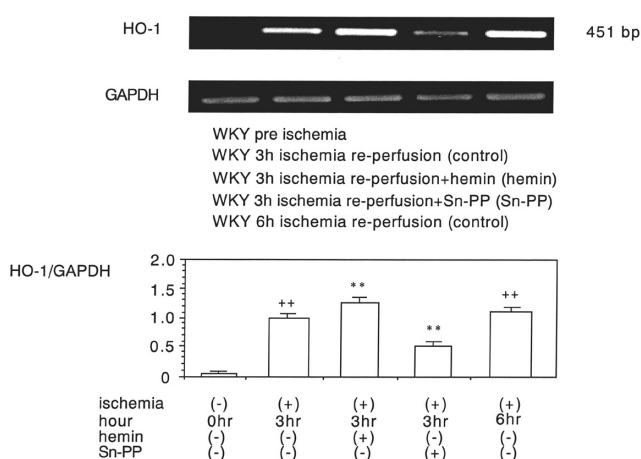 HO-1 451 bp
GAPDH
WKY pre ischemia
WKY 3h ischemia re-perfusion (control)
WKY 3h ischemia re-perfusion+hemin (hemin)
WKY 3h ischemia re-perfusion+Sn-PP (Sn-PP)
WKY 6h ischemia re-perfusion (control)
HO-1/GAPDH
2.0
1.5
1.0
0.5
0
++ ** ** ++
ischemia (-) (+) (+) (+) (+)
hour 0hr 3hr 3hr 3hr 6hr
hemin (-) (-) (+) (-) (-)
Sn-PP (-) (-) (-) (+) (-)